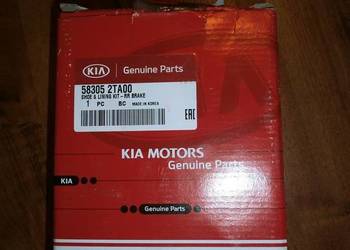 KIA Genuine Parts
58305 2TA00
SHOE & LINING KIT-RR BRAKE
1 PC BC MADE IN KOREA
EAC
KIA MOTORS
Genuine Parts
KIA
Genuine Parts